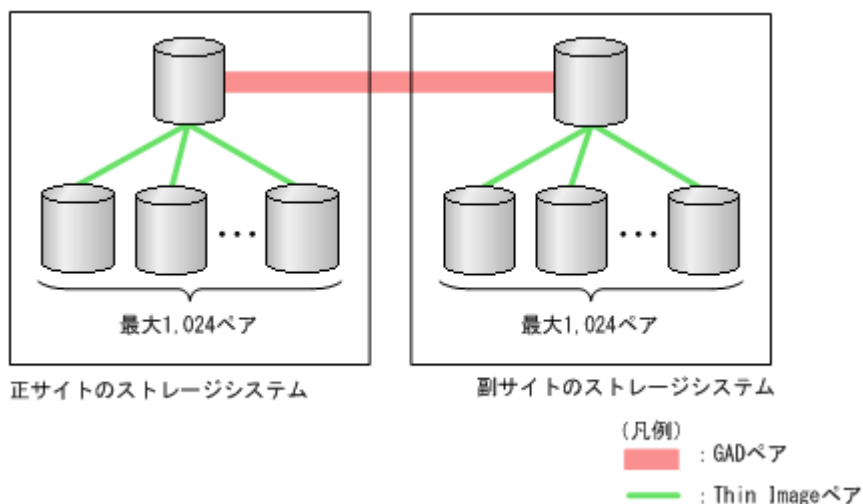 最大1,024ペア
最大1,024ペア
正サイトのストレージシステム
副サイトのストレージシステム
(凡例)
: GADペア
: Thin Imageペア